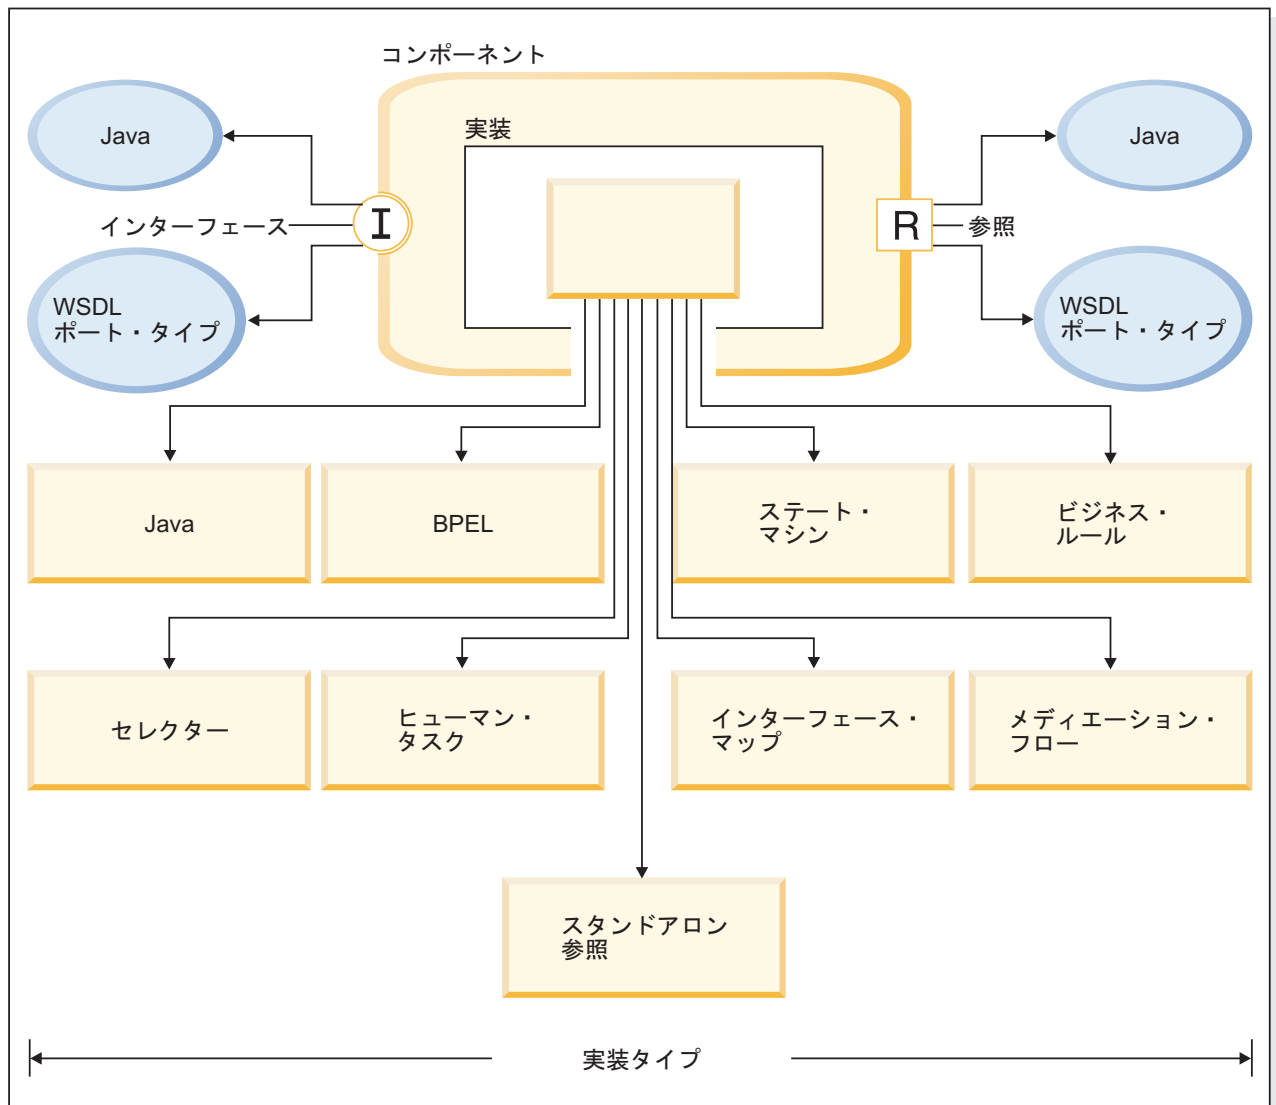 コンポーネント
実装
Java
Java
I
R
インターフェース
参照
WSDL
ポート・タイプ
WSDL
ポート・タイプ
Java
BPEL
ステート・
マシン
ビジネス・
ルール
セレクター
ヒューマン・
タスク
インターフェース・
マップ
メディエーション・
フロー
スタンドアロン
参照
実装タイプ